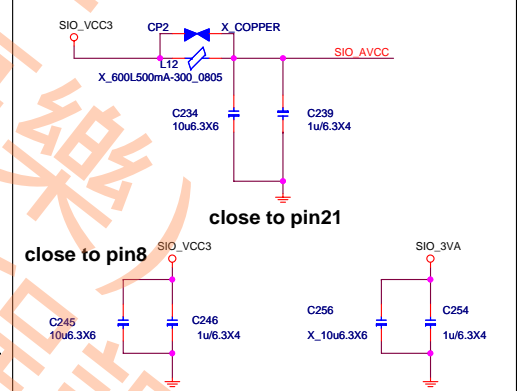 SIO_VCC3
CP2
X_COPPER
L12
X_600L500mA-300_0805
SIO_AVCC
C234
10u6.3X6
C239
1u/6.3X4
close to pin21
close to pin8
SIO_VCC3
SIO_3VA
C245
10u6.3X6
C246
1u/6.3X4
C256
X_10u6.3X6
C254
1u/6.3X4
樂)